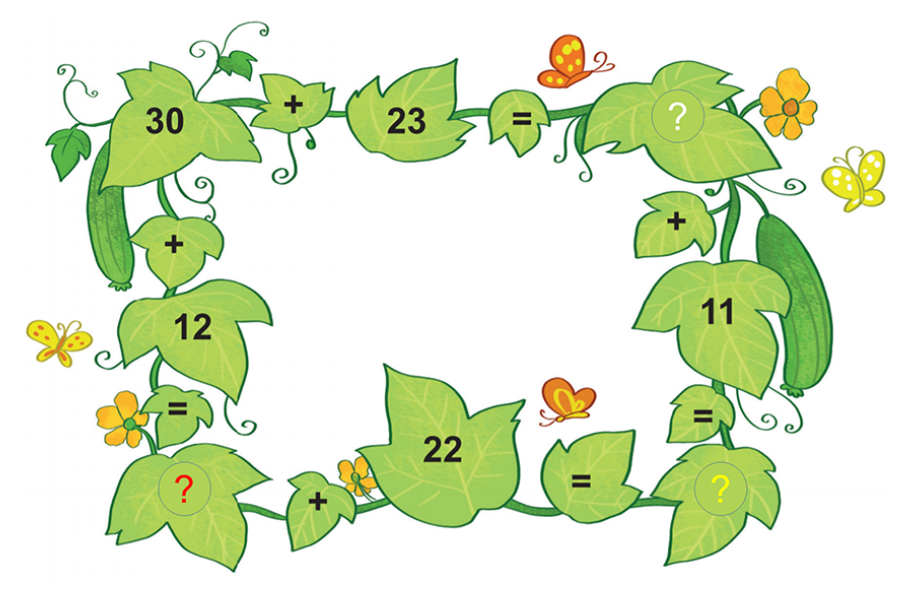 30 + 23 = ?
+ +
12 11
= =
? + 22 = ?